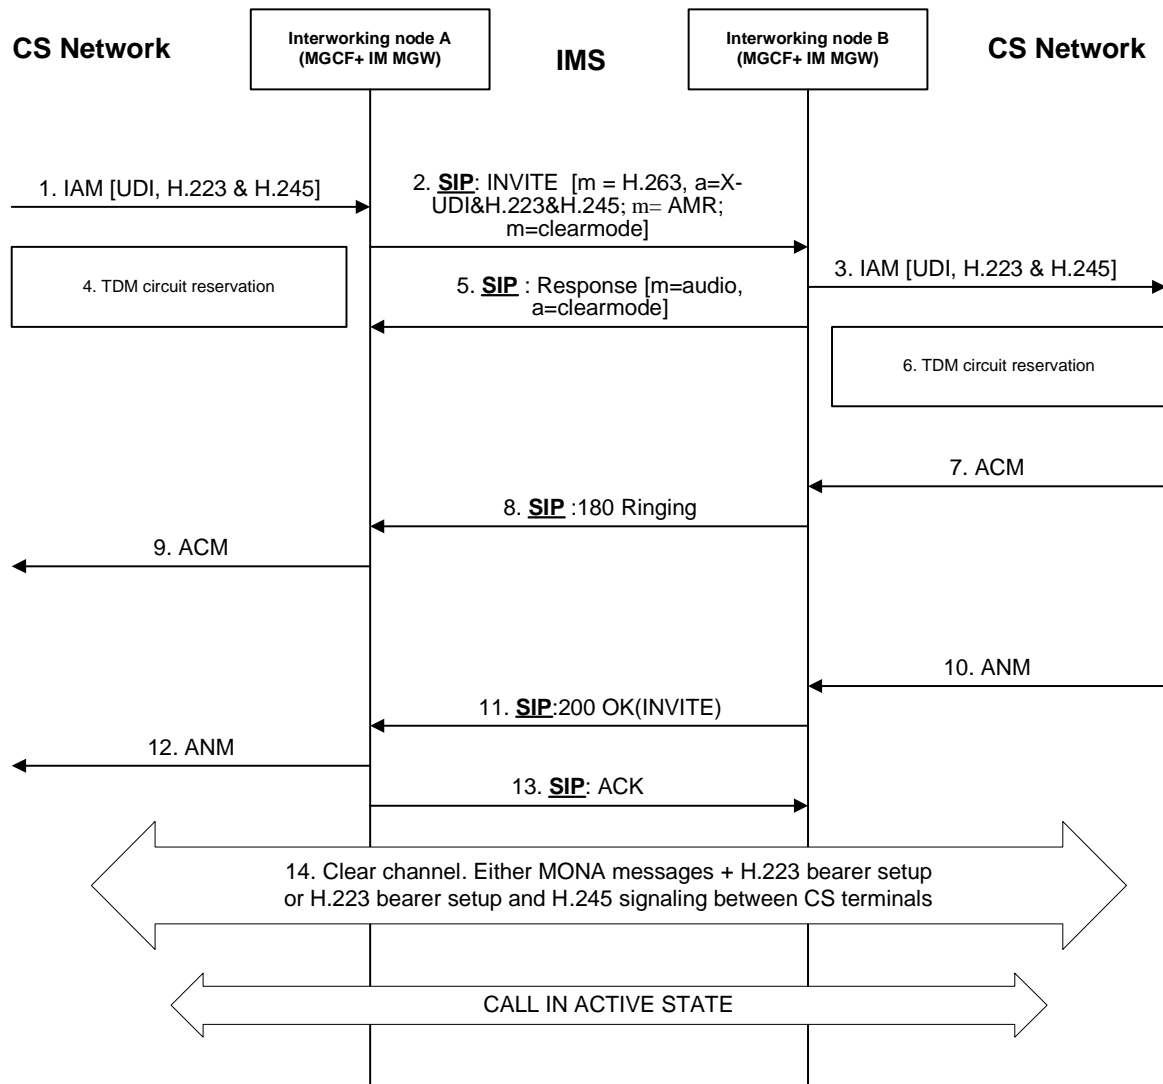 CS Network
Interworking node A
(MGCF+ IM MGW)
IMS
Interworking node B
(MGCF+ IM MGW)
CS Network
1. IAM [UDI, H.223 & H.245]
2. SIP: INVITE [m = H.263, a=X-
UDI&H.223&H.245; m= AMR;
m=clearmode]
3. IAM [UDI, H.223 & H.245]
4. TDM circuit reservation
5. SIP : Response [m=audio,
a=clearmode]
6. TDM circuit reservation
7. ACM
8. SIP :180 Ringing
9. ACM
10. ANM
11. SIP:200 OK(INVITE)
12. ANM
13. SIP: ACK
14. Clear channel. Either MONA messages + H.223 bearer setup
or H.223 bearer setup and H.245 signaling between CS terminals
CALL IN ACTIVE STATE